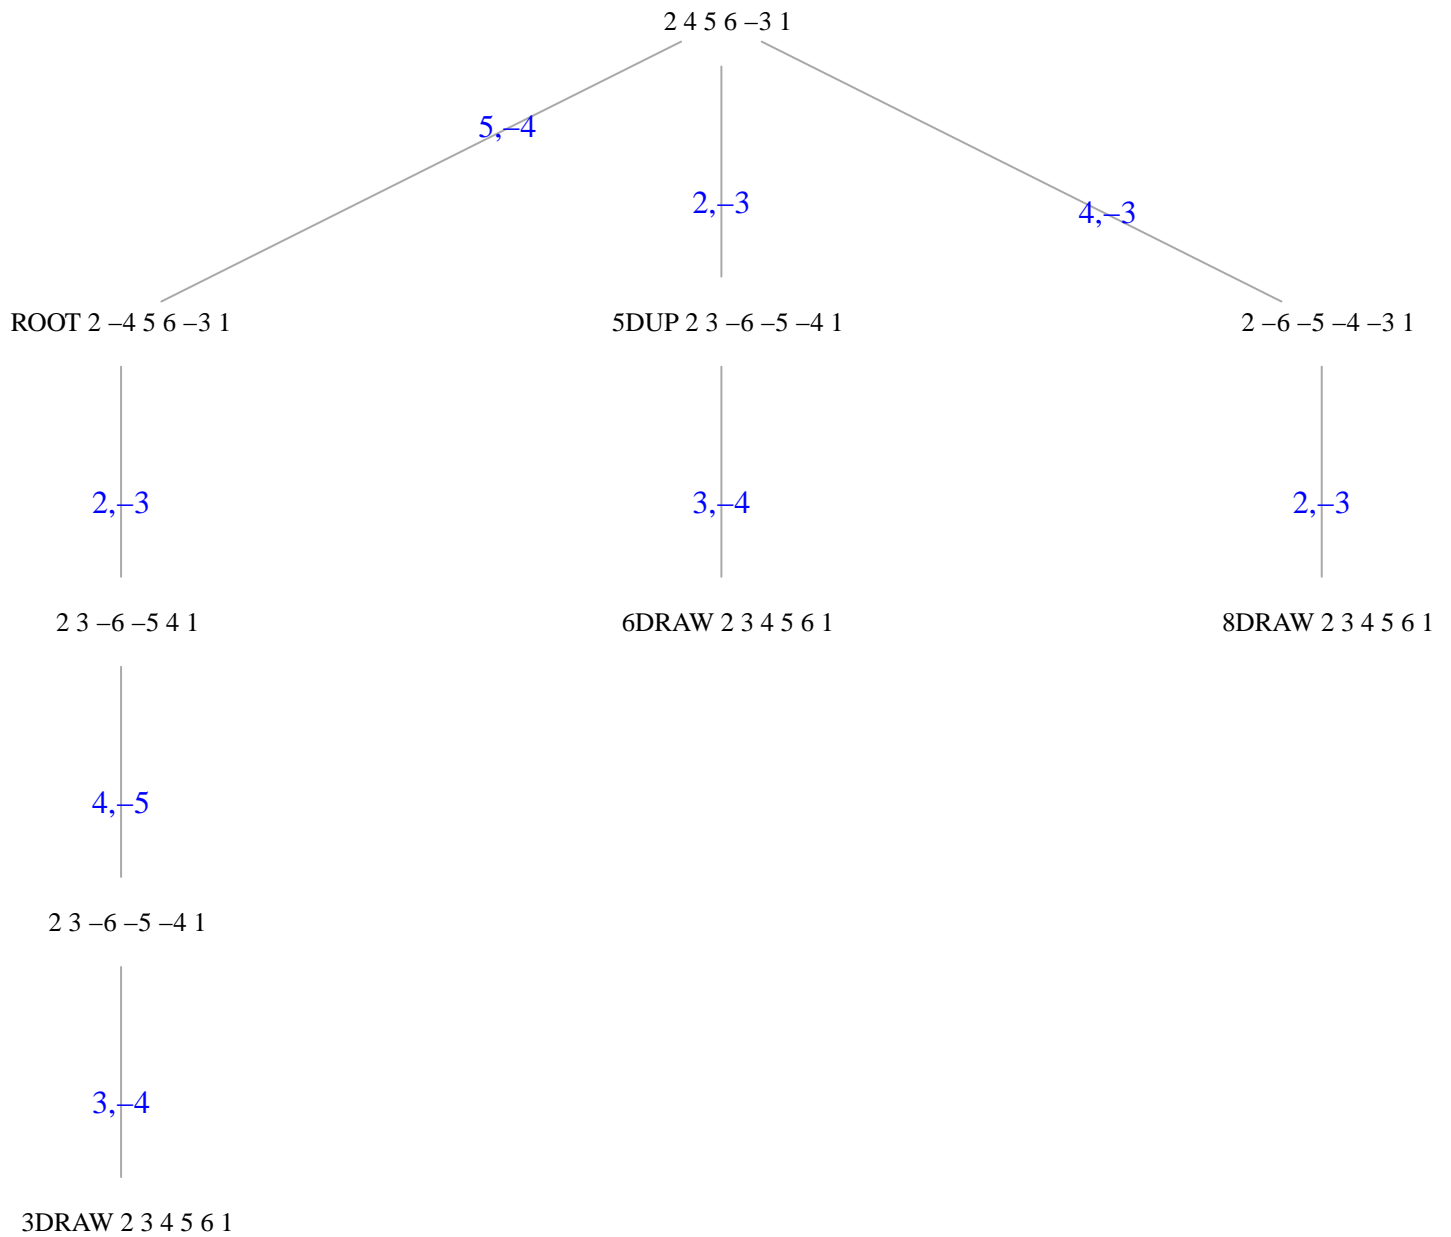 2 4 5 6 –3 1
5,–4
2,–3
4,–3
ROOT 2 –4 5 6 –3 1
5DUP 2 3 –6 –5 –4 1
2 –6 –5 –4 –3 1
2,–3
3,–4
2,–3
2 3 –6 –5 4 1
6DRAW 2 3 4 5 6 1
8DRAW 2 3 4 5 6 1
4,–5
2 3 –6 –5 –4 1
3,–4
3DRAW 2 3 4 5 6 1